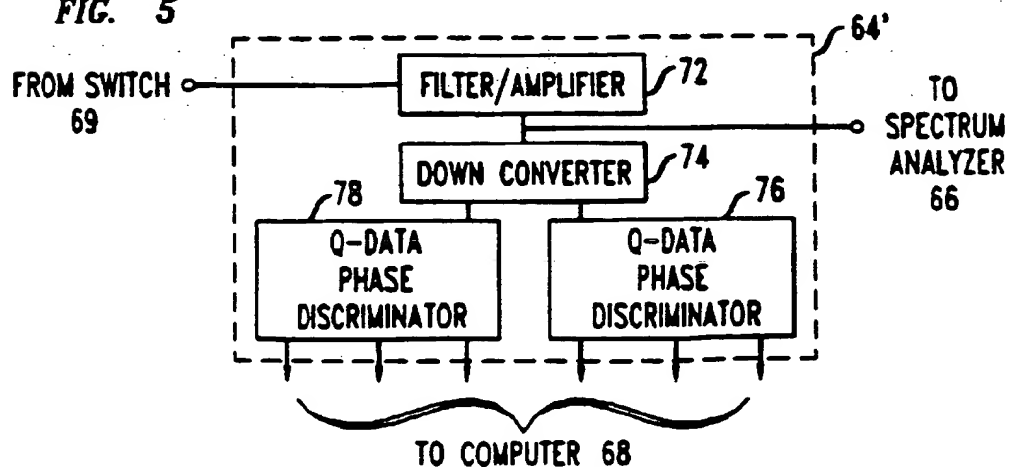 FIG. 5
64'
FROM SWITCH
69
FILTER/AMPLIFIER
72
TO
SPECTRUM
ANALYZER
66
DOWN CONVERTER
74
78
Q-DATA
PHASE
DISCRIMINATOR
76
Q-DATA
PHASE
DISCRIMINATOR
TO COMPUTER 68